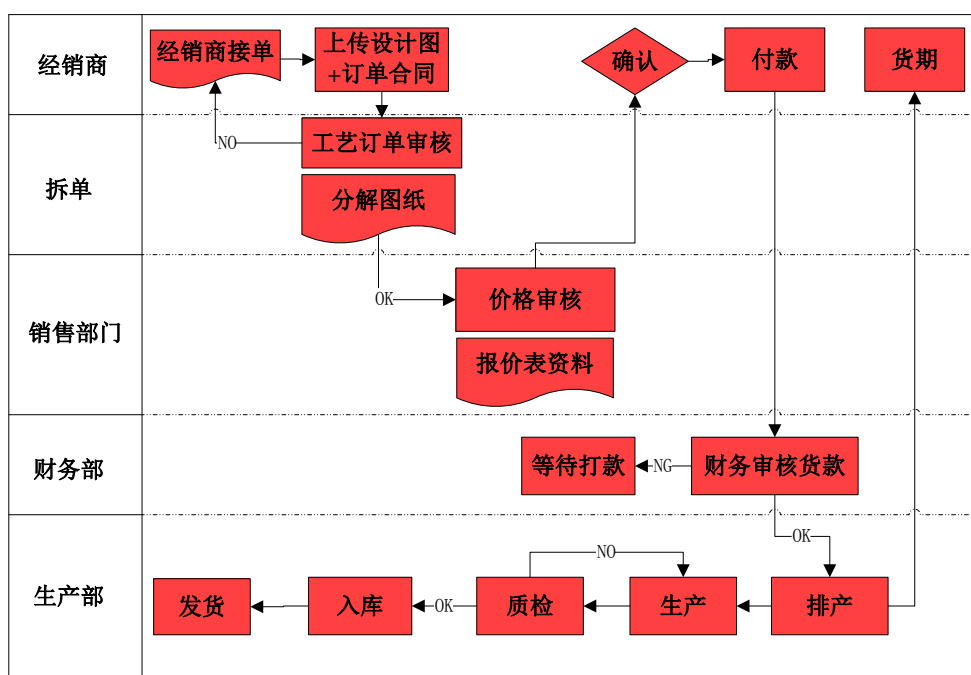 经销商
经销商接单
上传设计图
+订单合同
确认
付款
货期
拆单
NO
工艺订单审核
分解图纸
销售部门
OK
价格审核
报价表资料
财务部
等待打款
NG
财务审核货款
OK
生产部
NO
发货
入库
OK
质检
生产
排产